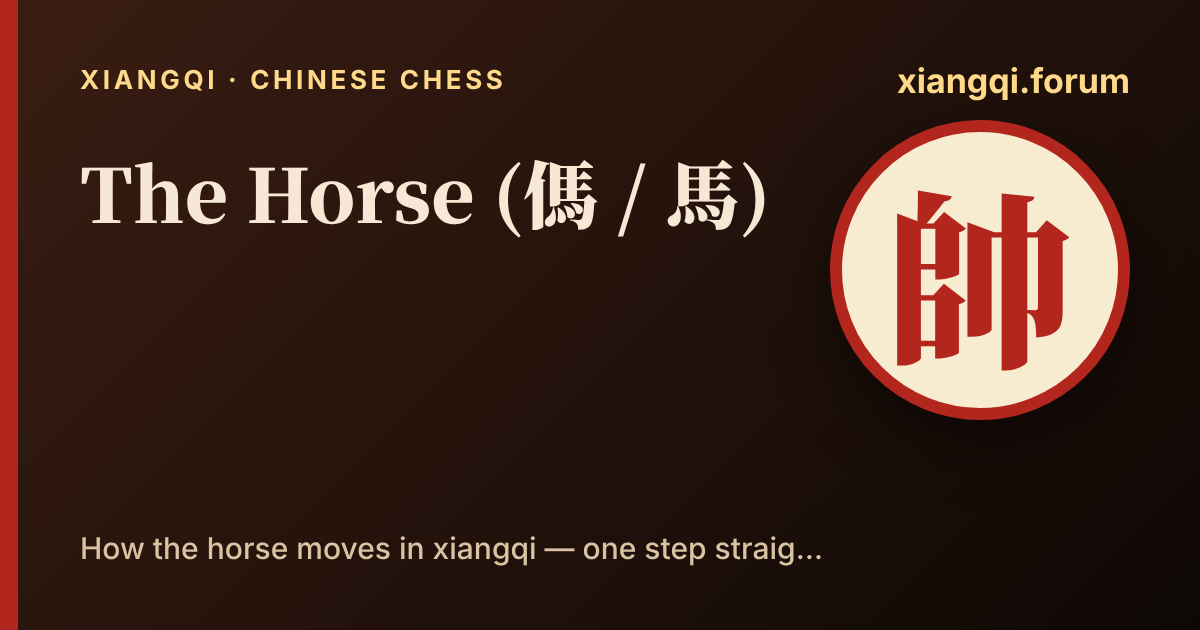 XIANGQI · CHINESE CHESS
xiangqi.forum
The Horse (傌 / 馬)
帥
How the horse moves in xiangqi — one step straig...